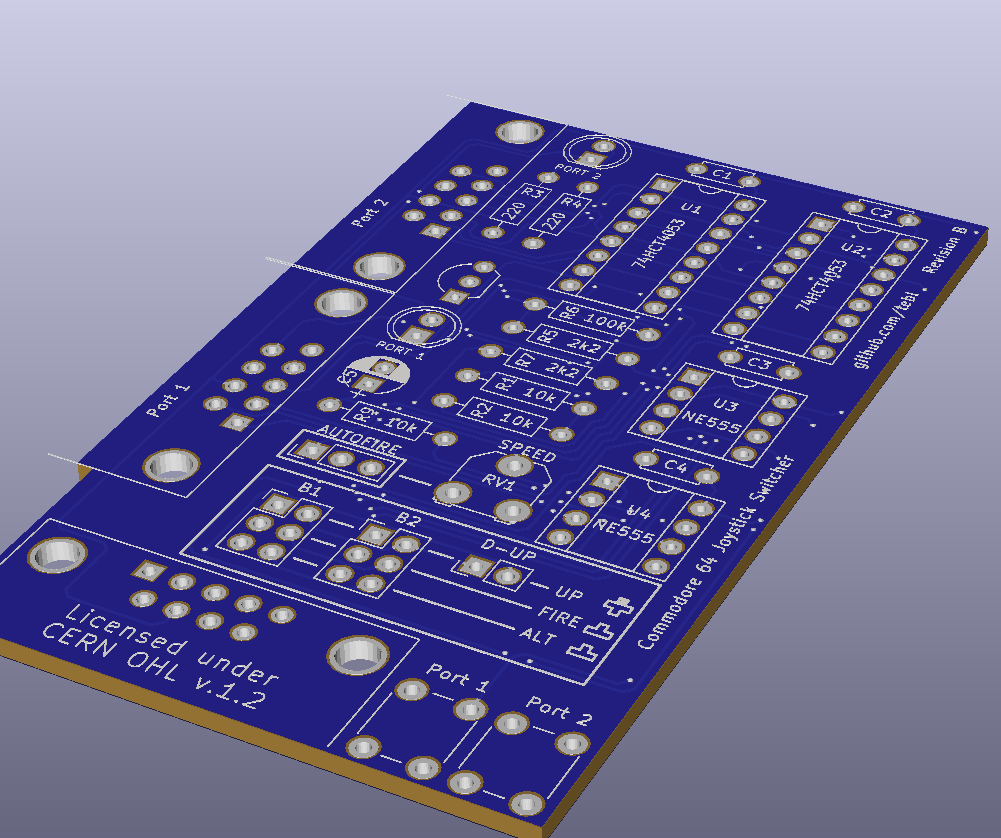 PORT 2
C1
C2
R3
220
R4
220
U1
74HCT4053
U2
74HCT4053
Revision B
github.com/tebl
Port 2
R6 100k
R5 2k2
R7 2k2
R1 10k
R2 10k
PORT 1
C3
U3
NE555
10k
Port 1
AUTOFIRE
SPEED
RV1
C4
U4
NE555
Commodore 64 Joystick Switcher
B1
B2
D-UP
UP
FIRE
ALT
Licensed under
CERN OHL v.1.2
Port 1
Port 2